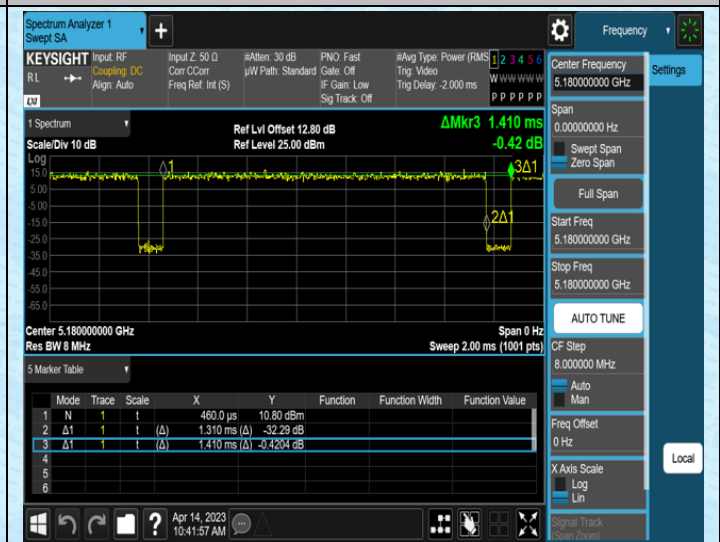 Spectrum Analyzer 1
Swept SA
+
Frequency
KEYSIGHT
RL
LXI
Input: RF
Coupling: DC
Align: Auto
Input Z: 50 Ω
Corr CCorr
Freq Ref: Int (S)
#Atten: 30 dB
µW Path: Standard
PNO: Fast
Gate: Off
IF Gain: Low
Sig Track: Off
#Avg Type: Power (RMS
Trig: Video
Trig Delay: -2.000 ms
1 2 3 4 5 6
W W W W W W
P P P P P P
Center Frequency
5.180000000 GHz
Settings
Span
0.00000000 Hz
Swept Span
Zero Span
Full Span
Start Freq
5.180000000 GHz
Stop Freq
5.180000000 GHz
AUTO TUNE
CF Step
8.000000 MHz
Auto
Man
Freq Offset
0 Hz
X Axis Scale
Log
Lin
Signal Track
(Span Zoom)
Local
1 Spectrum
Scale/Div 10 dB
Ref Lvl Offset 12.80 dB
Ref Level 25.00 dBm
ΔMkr3 1.410 ms
-0.42 dB
Log
15.0
5.00
-5.00
-15.0
-25.0
-35.0
-45.0
-55.0
-65.0
1
3Δ1
2Δ1
Center 5.180000000 GHz
Res BW 8 MHz
Span 0 Hz
Sweep 2.00 ms (1001 pts)
5 Marker Table
Mode Trace Scale X Y Function Function Width Function Value
1 N 1 t 460.0 µs 10.80 dBm
2 Δ1 1 t (Δ) 1.310 ms (Δ) -32.29 dB
3 Δ1 1 t (Δ) 1.410 ms (Δ) -0.4204 dB
4
5
6
?
Apr 14, 2023
10:41:57 AM